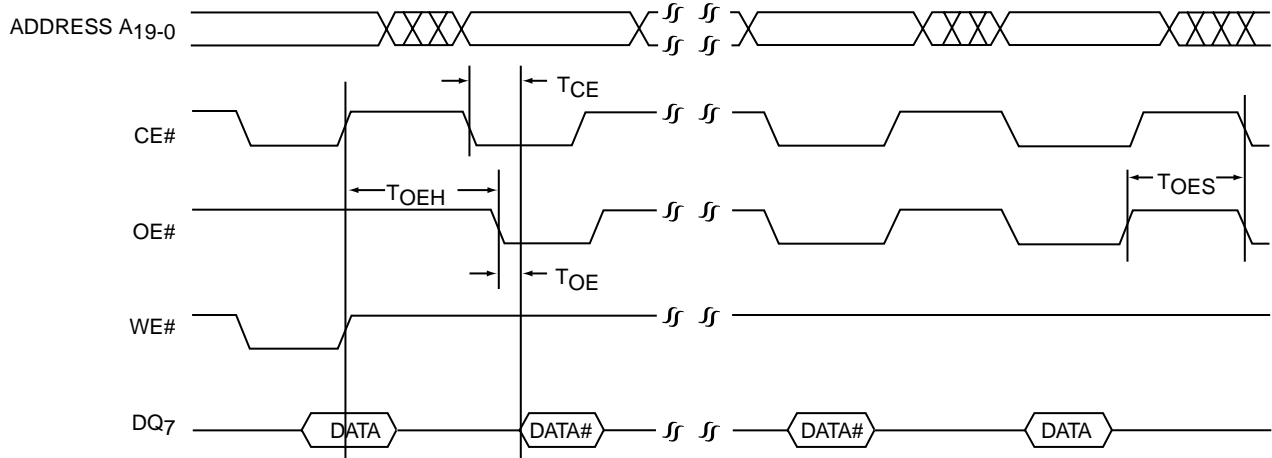 ADDRESS A19-0
TCE
CE#
TOEH
TOES
OE#
TOE
WE#
DQ7
DATA
DATA#
DATA#
DATA